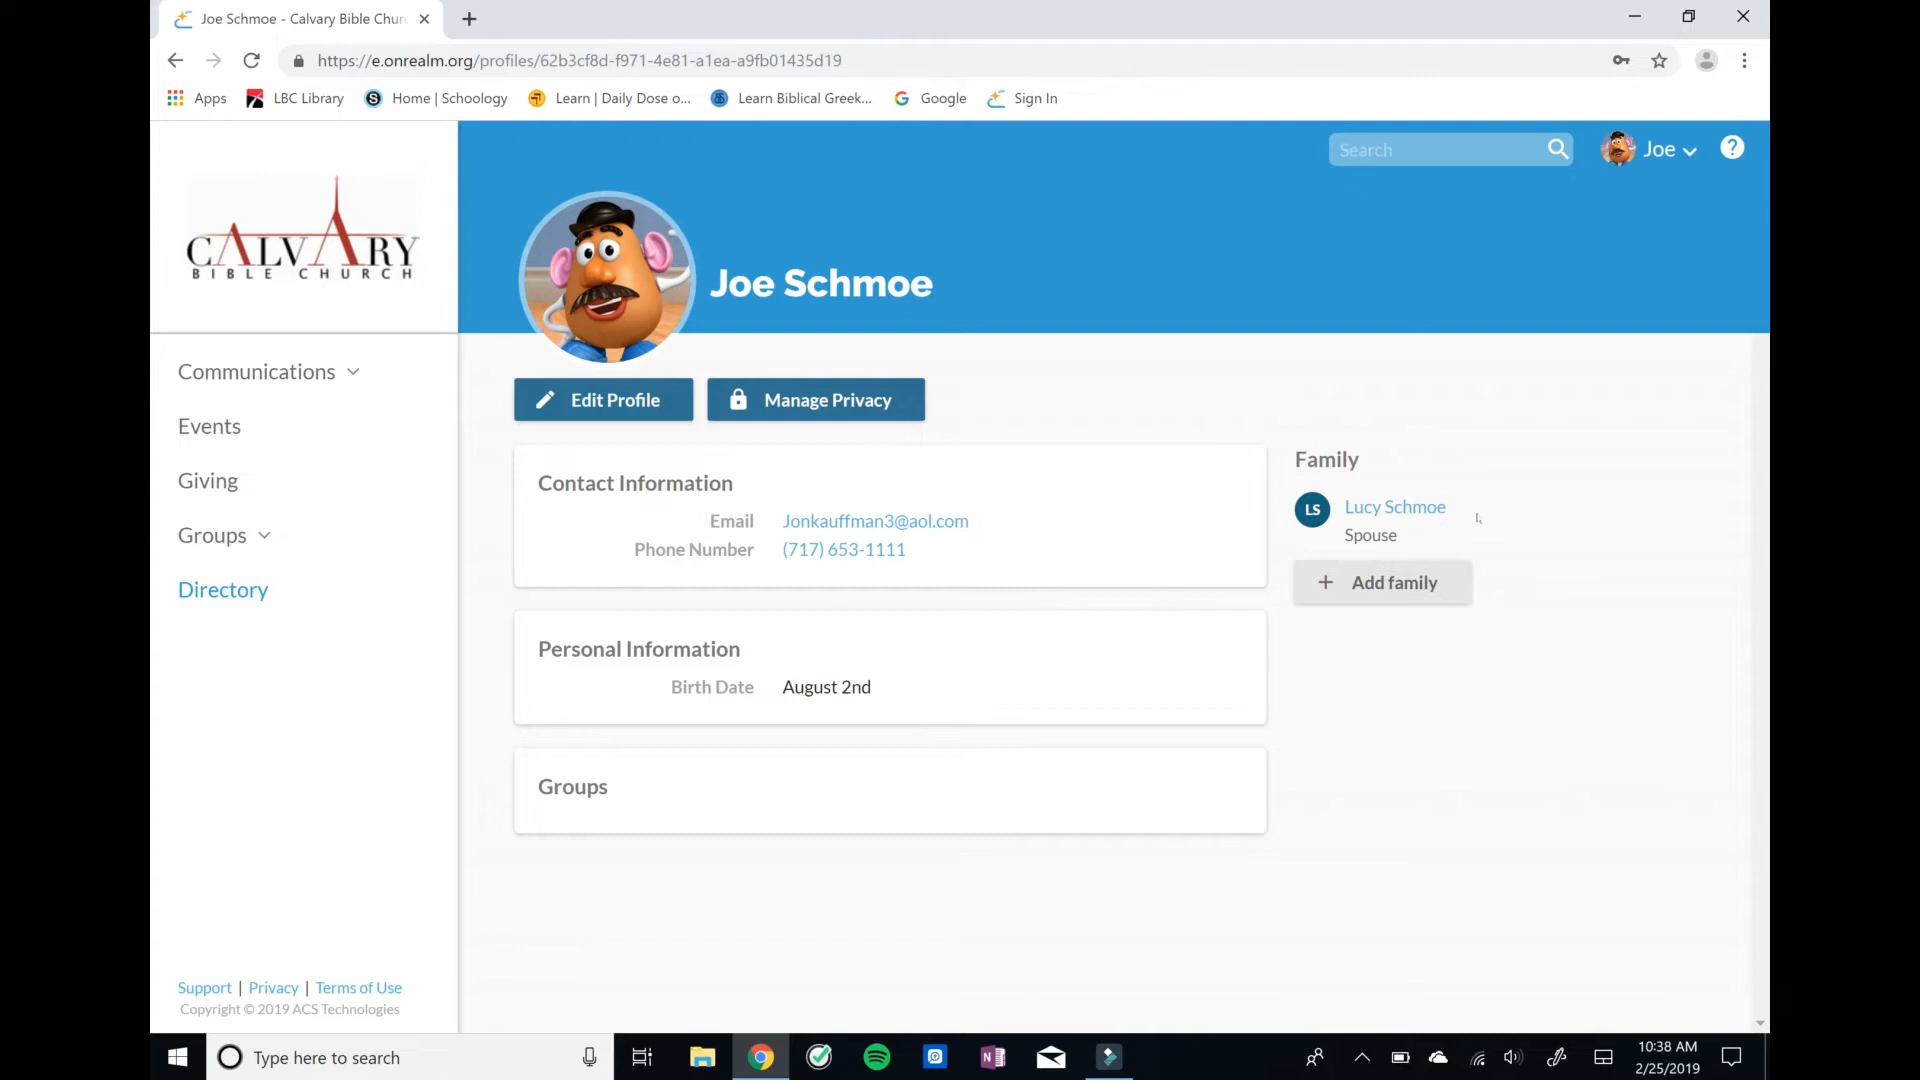 Joe Schmoe - Calvary Bible Churc
https://e.onrealm.org/profiles/62b3cf8d-f971-4e81-a1ea-a9fb01435d19
Apps LBC Library Home | Schoology Learn | Daily Dose o... Learn Biblical Greek... Google Sign In
Search
Joe
CALVARY
BIBLE CHURCH
Joe Schmoe
Communications
Events
Giving
Groups
Directory
Edit Profile
Manage Privacy
Contact Information
Email Jonkauffman3@aol.com
Phone Number (717) 653-1111
Personal Information
Birth Date August 2nd
Groups
Family
LS Lucy Schmoe
Spouse
+ Add family
Support | Privacy | Terms of Use
Copyright © 2019 ACS Technologies
Type here to search
10:38 AM
2/25/2019